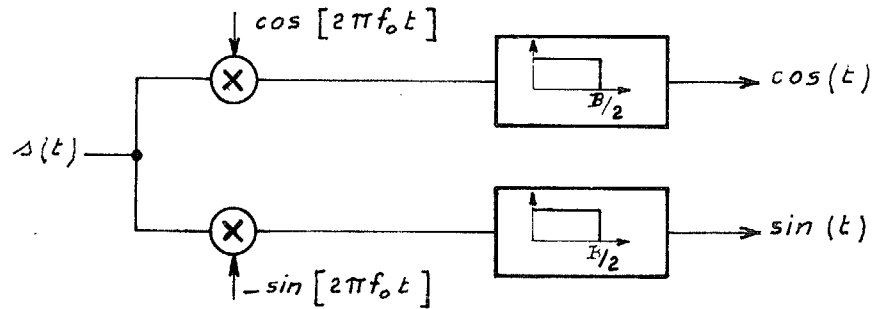 cos [2πf₀t]
B/2
cos(t)
s(t)
B/2
sin (t)
-sin [2πf₀t]